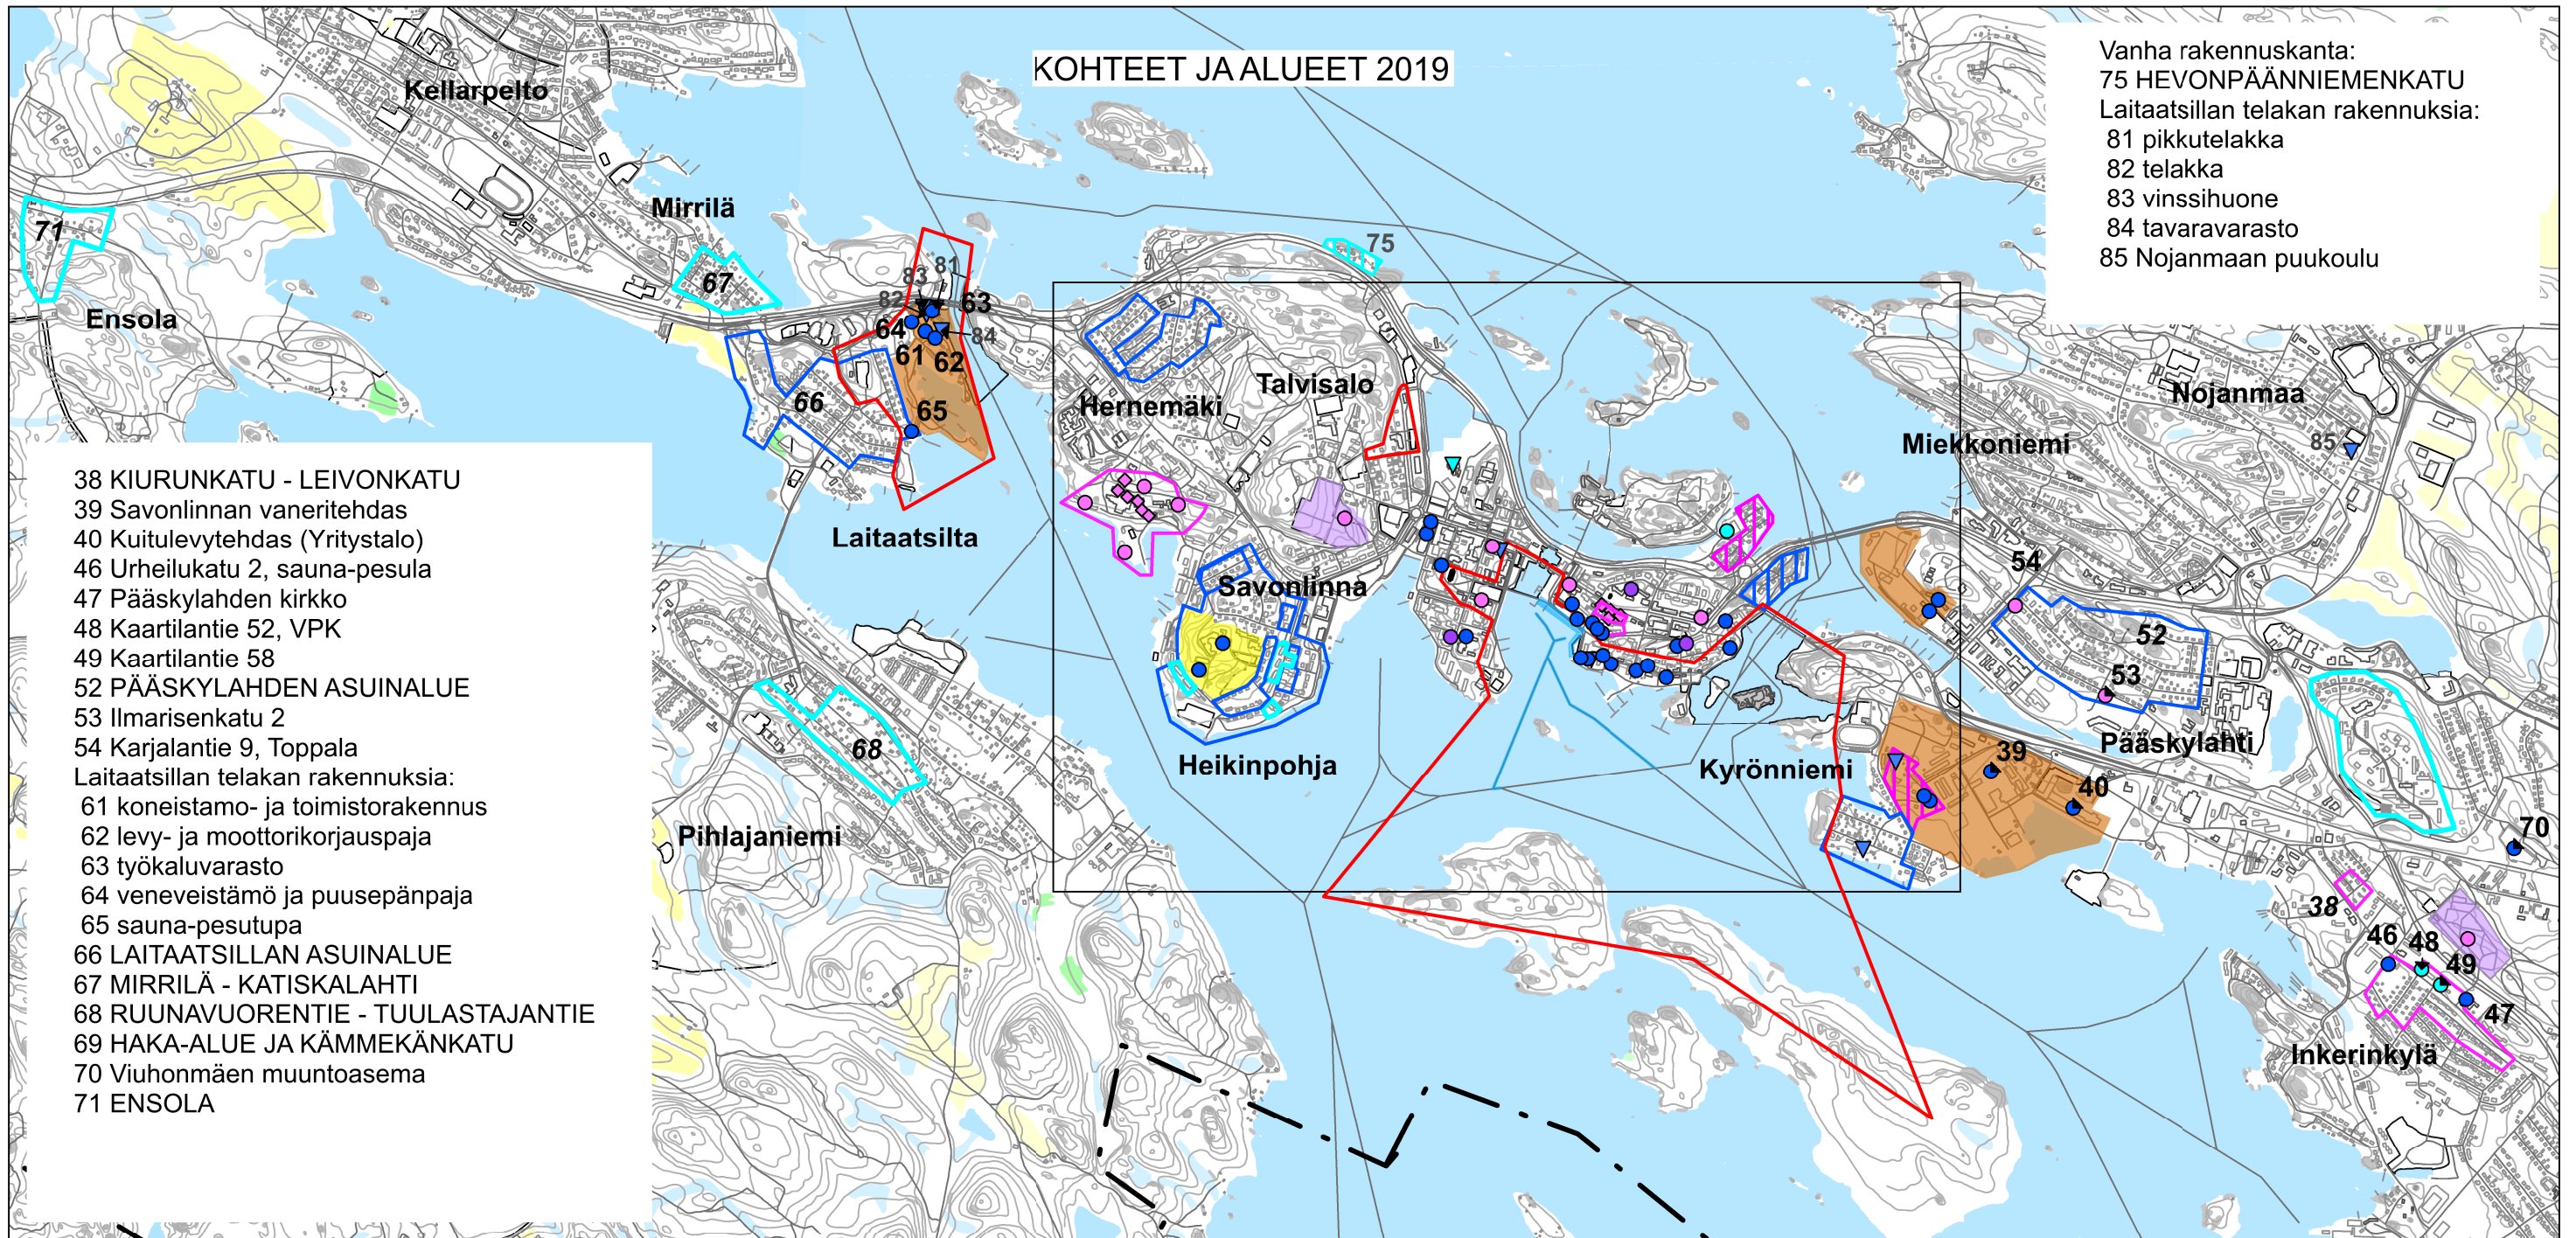 KOHTEET JA ALUEET 2019
Vanha rakennuskanta:
75 HEVONPÄÄNNIEMENKATU
Laitaatsillan telakan rakennuksia:
81 pikkutelakka
82 telakka
83 vinssihuone
84 tavaravarasto
85 Nojanmaan puukoulu
Kellarpelto
Mirrilä
71
Ensola
67
83
81
82
63
64
84
61
62
66
65
Laitaatsilta
75
Hernemäki
Talvisalo
Nojanmaa
Miekkoniemi
85
38 KIURUNKATU - LEIVONKATU
39 Savonlinnan vaneritehdas
40 Kuitulevytehdas (Yritystalo)
46 Urheilukatu 2, sauna-pesula
47 Pääskylahden kirkko
48 Kaartilantie 52, VPK
49 Kaartilantie 58
52 PÄÄSKYLAHDEN ASUINALUE
53 Ilmarisenkatu 2
54 Karjalantie 9, Toppala
Laitaatsillan telakan rakennuksia:
61 koneistamo- ja toimistorakennus
62 levy- ja moottorikorjauspaja
63 työkaluvarasto
64 veneveistämö ja puusepänpaja
65 sauna-pesutupa
66 LAITAATSILLAN ASUINALUE
67 MIRRILÄ - KATISKALAHTI
68 RUUNAVUORENTIE - TUULASTAJANTIE
69 HAKA-ALUE JA KÄMMEKÄNKATU
70 Viuhonmäen muuntoasema
71 ENSOLA
Savonlinna
54
52
53
68
Heikinpohja
Kyrönniemi
Pääskylahti
39
40
Pihlajaniemi
70
38
46
48
49
47
Inkerinkylä